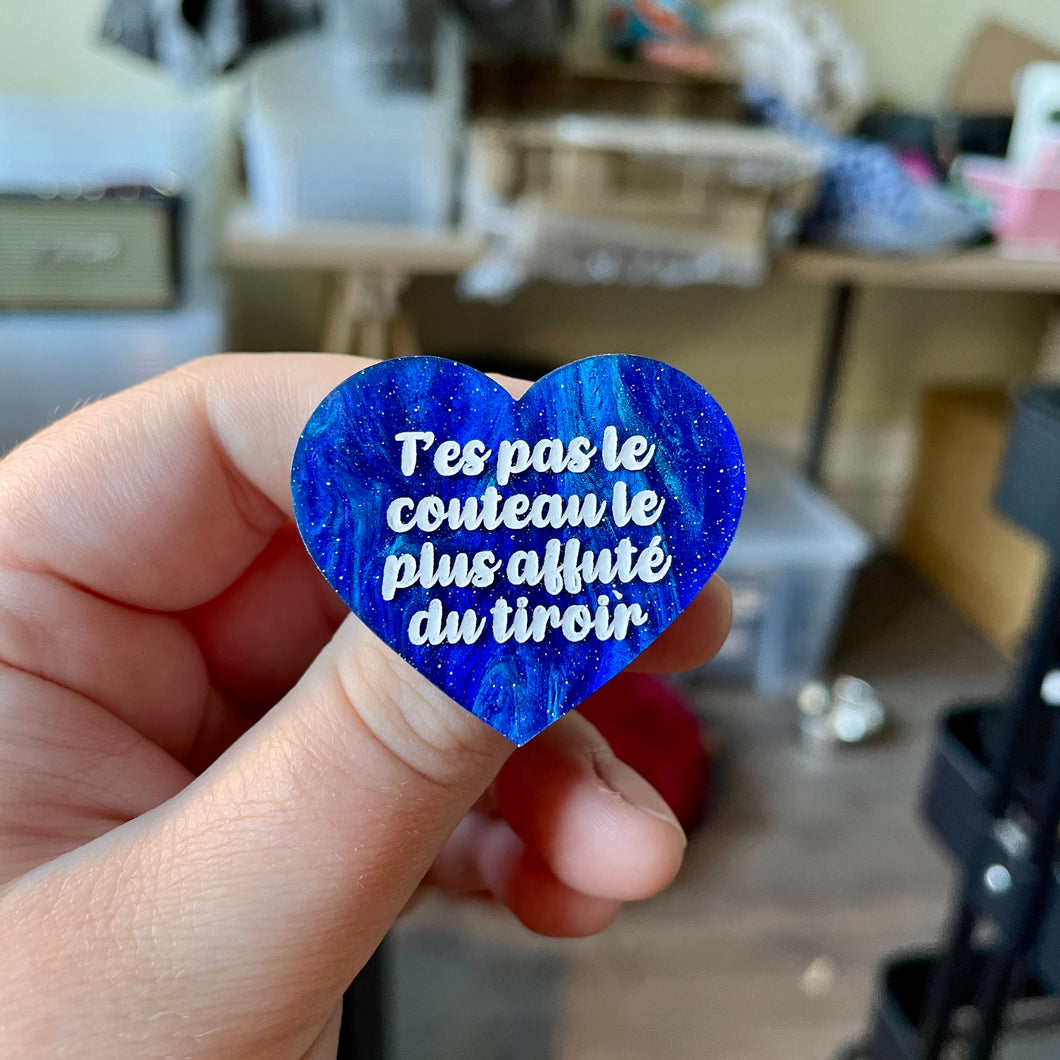 T'es pas le
couteau le
plus affuté
du tiroir